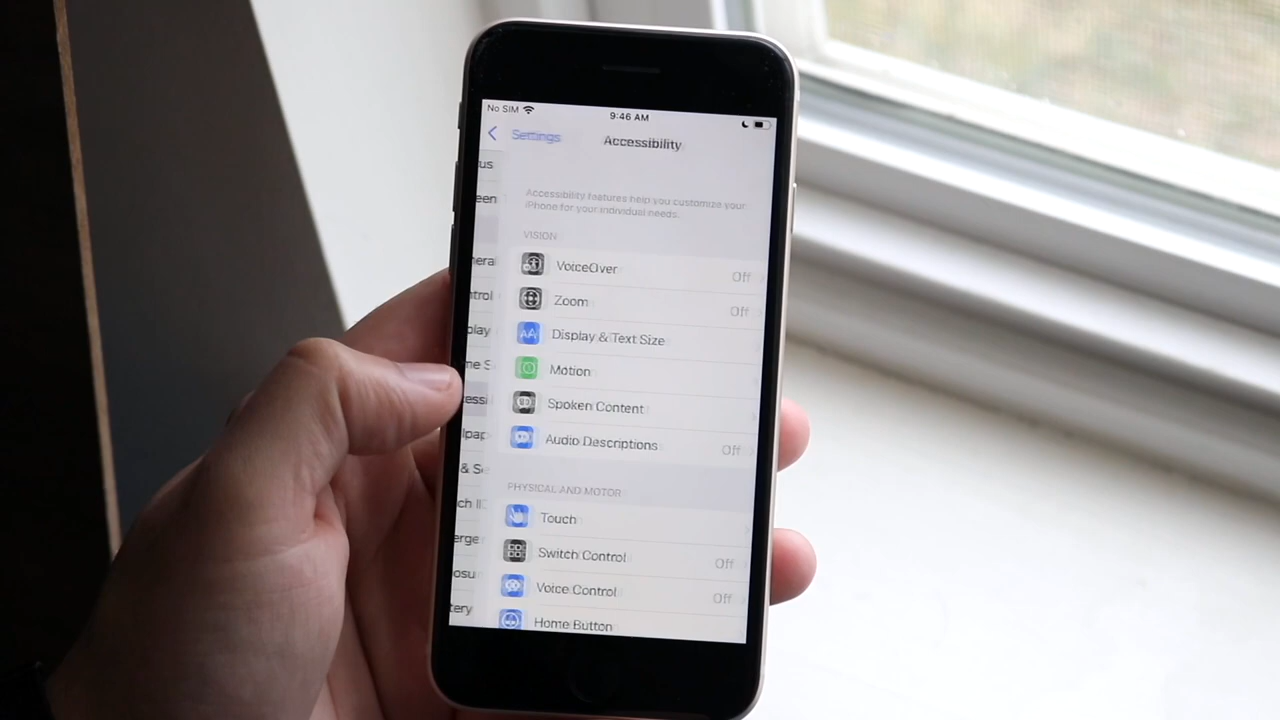 No SIM 9:46 AM
Settings Accessibility
Accessibility features help you customize your
iPhone for your individual needs.
VISION
VoiceOver Off
Zoom Off
Display & Text Size
Motion
Spoken Content
Audio Descriptions Off
PHYSICAL AND MOTOR
Touch
Switch Control Off
Voice Control Off
Home Button